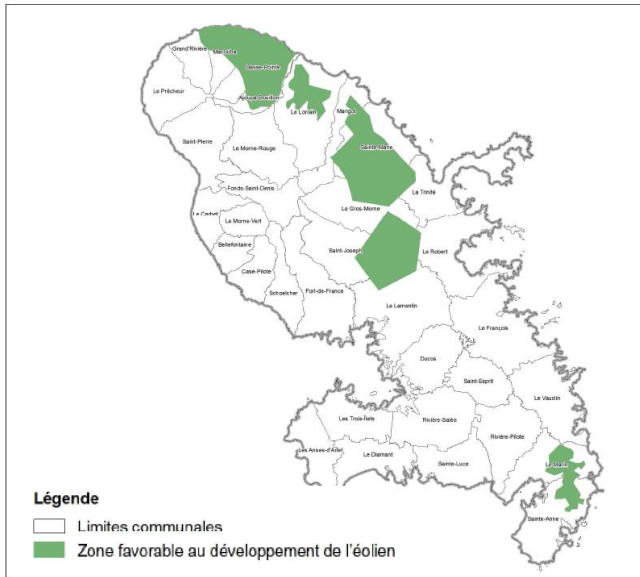 Grand'Rivière
Macouba
Basse-Pointe
Le Prêcheur
Ajoupa-Bouillon
Le Lorrain
Marigot
Saint-Pierre
Le Morne-Rouge
Sainte-Marie
Fonds-Saint-Denis
La Trinité
Le Gros-Morne
Le Carbet
Le Morne-Vert
Bellefontaine
Saint-Joseph
Le Robert
Case-Pilote
Schoelcher
Fort-de-France
Le Lamentin
Le François
Ducos
Saint-Esprit
Le Vauclin
Les Trois-Ilets
Rivière-Salée
Rivière-Pilote
Les Anses-d'Arlet
Le Diamant
Sainte-Luce
Le Marin
Sainte-Anne
Légende
Limites communales
Zone favorable au développement de l'éolien